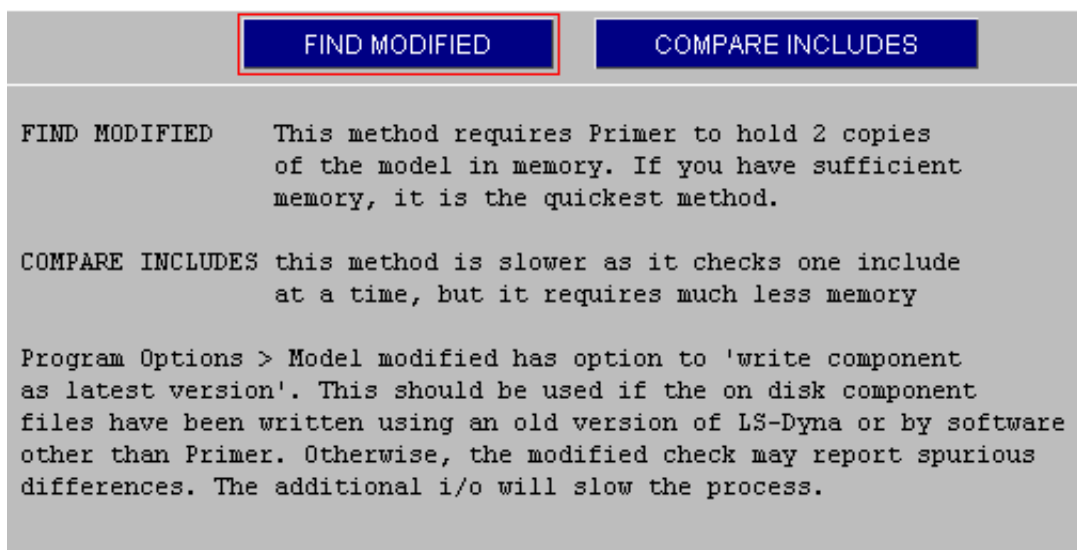 FIND MODIFIED COMPARE INCLUDES
FIND MODIFIED This method requires Primer to hold 2 copies
of the model in memory. If you have sufficient
memory, it is the quickest method.
COMPARE INCLUDES this method is slower as it checks one include
at a time, but it requires much less memory
Program Options > Model modified has option to 'write component
as latest version'. This should be used if the on disk component
files have been written using an old version of LS-Dyna or by software
other than Primer. Otherwise, the modified check may report spurious
differences. The additional i/o will slow the process.